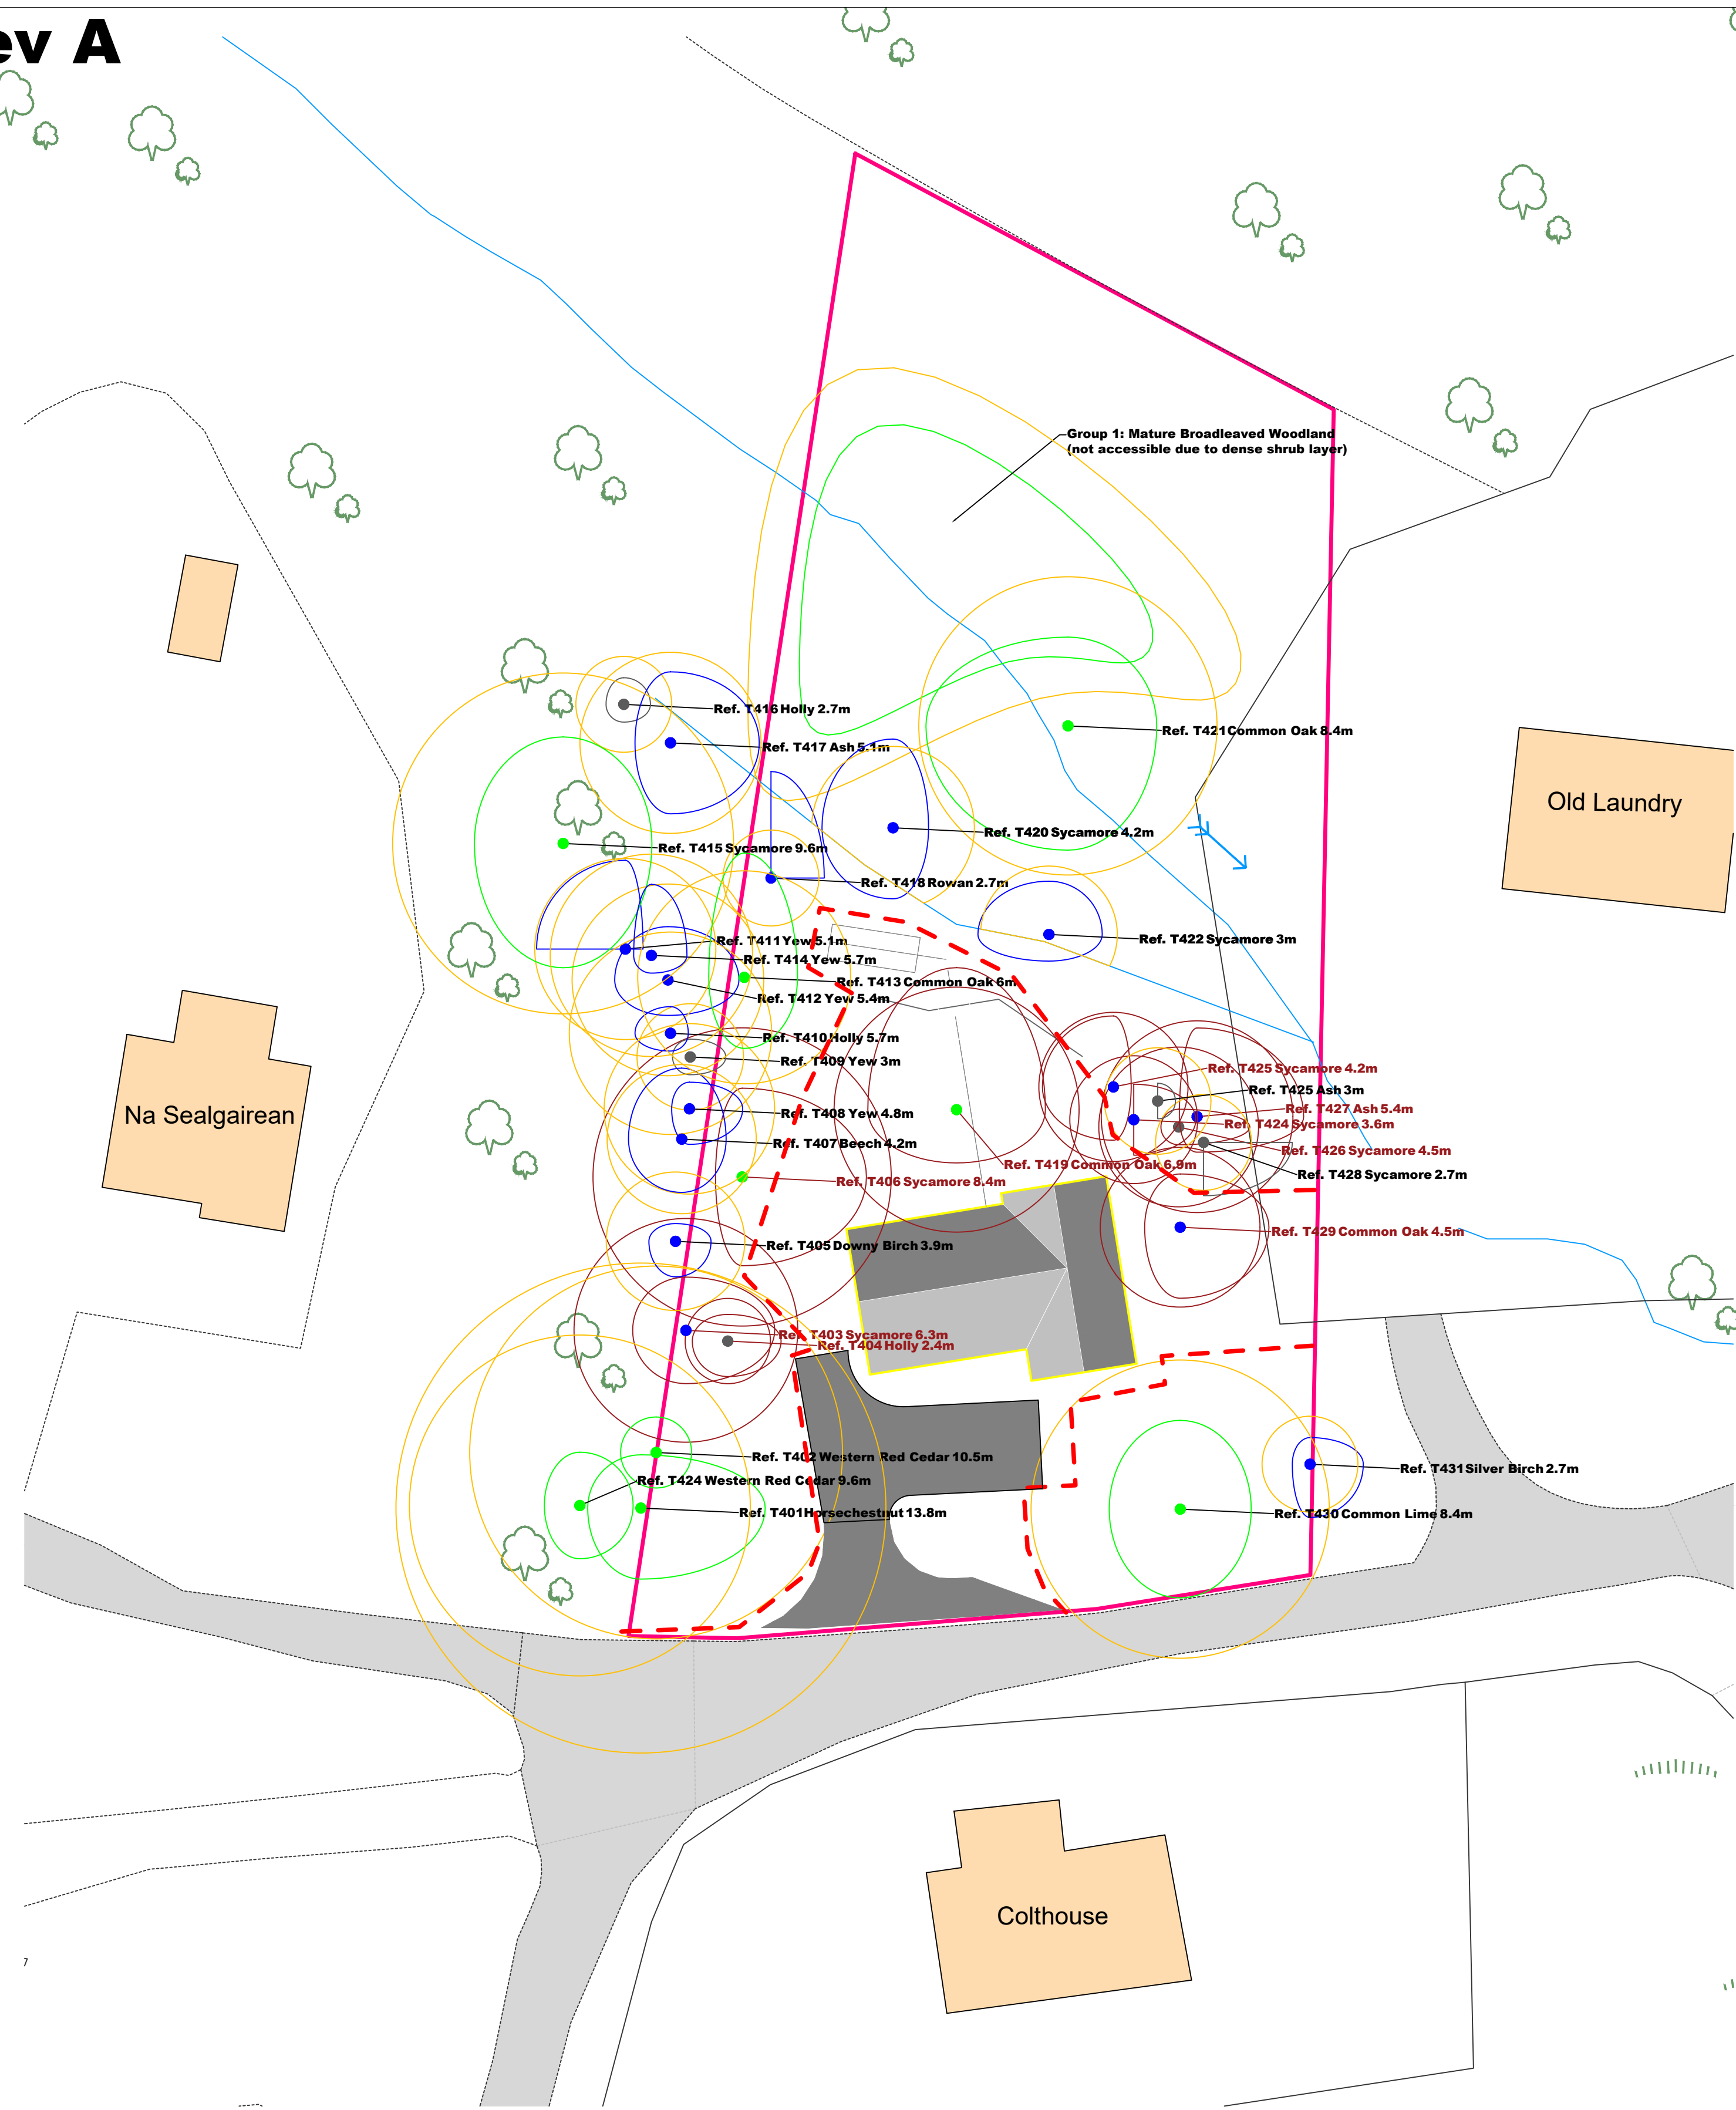 ev A
Group 1: Mature Broadleaved Woodland
(not accessible due to dense shrub layer)
Ref. T416 Holly 2.7m
Ref. T421 Common Oak 8.4m
Ref. T417 Ash 5.1m
Old Laundry
Ref. T420 Sycamore 4.2m
Ref. T415 Sycamore 9.6m
Ref. T418 Rowan 2.7m
Ref. T411 Yew 5.1m
Ref. T422 Sycamore 3m
Ref. T414 Yew 5.7m
Ref. T413 Common Oak 6m
Ref. T412 Yew 5.4m
Ref. T410 Holly 5.7m
Ref. T409 Yew 3m
Ref. T425 Sycamore 4.2m
Ref. T425 Ash 3m
Ref. T427 Ash 5.4m
Na Sealgairean
Ref. T408 Yew 4.8m
Ref. T424 Sycamore 3.6m
Ref. T407 Beech 4.2m
Ref. T426 Sycamore 4.5m
Ref. T419 Common Oak 6.9m
Ref. T428 Sycamore 2.7m
Ref. T406 Sycamore 8.4m
Ref. T429 Common Oak 4.5m
Ref. T405 Downy Birch 3.9m
Ref. T403 Sycamore 6.3m
Ref. T404 Holly 2.4m
Ref. T402 Western Red Cedar 10.5m
Ref. T431 Silver Birch 2.7m
Ref. T424 Western Red Cedar 9.6m
Ref. T401 Horsechestnut 13.8m
Ref. T430 Common Lime 8.4m
Colthouse